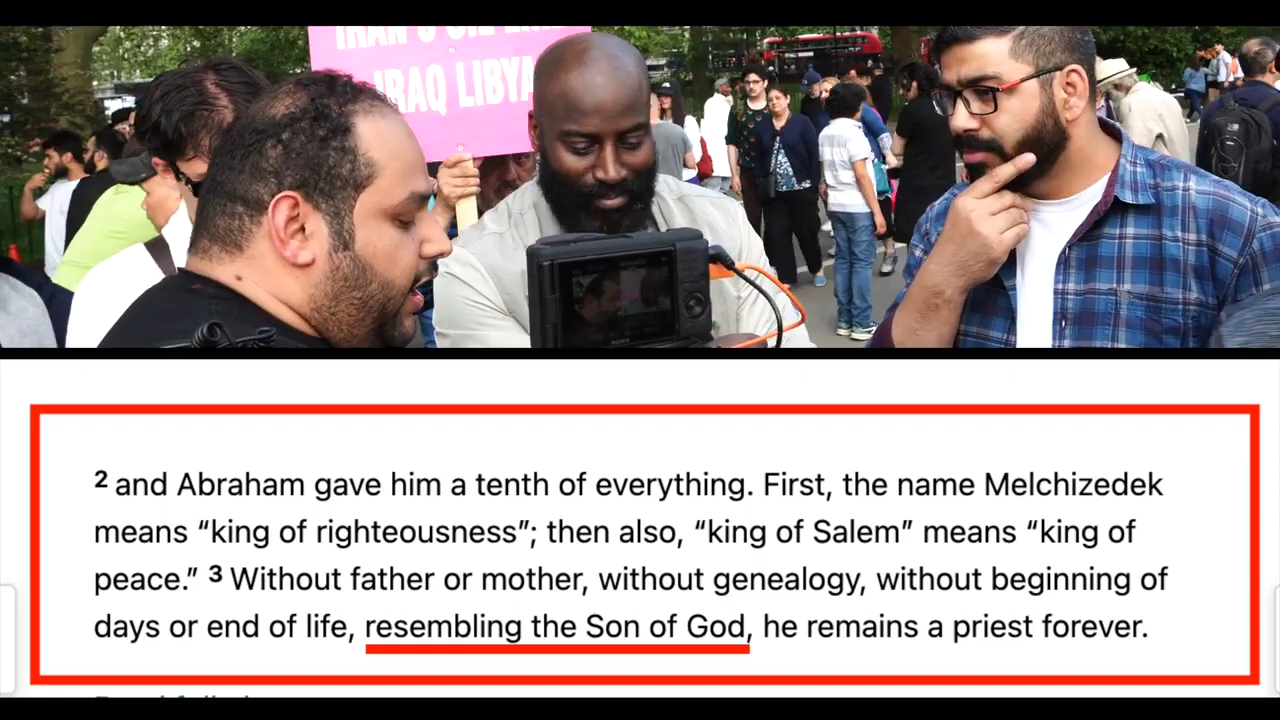 IRAQ LIBYA
SONY
2 and Abraham gave him a tenth of everything. First, the name Melchizedek
means “king of righteousness”; then also, “king of Salem” means “king of
peace.” 3 Without father or mother, without genealogy, without beginning of
days or end of life, resembling the Son of God, he remains a priest forever.